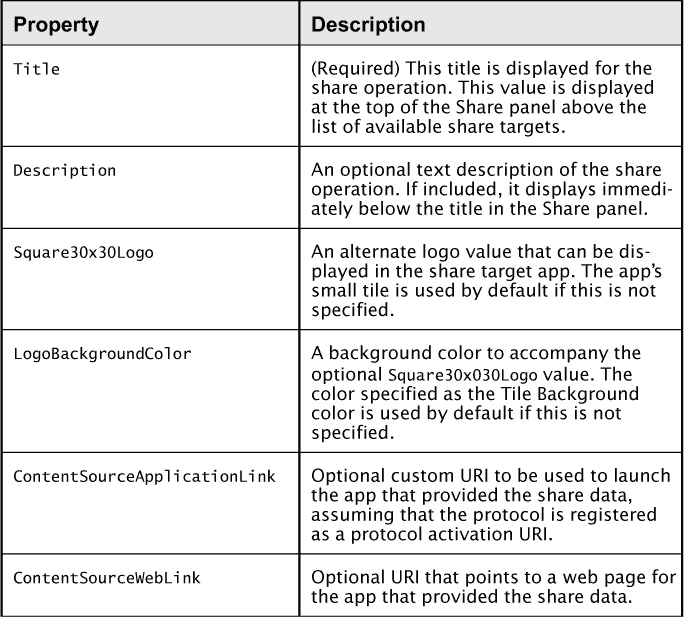 Property Description
Title (Required) This title is displayed for the
share operation. This value is displayed
at the top of the Share panel above the
list of available share targets.
Description An optional text description of the share
operation. If included, it displays immedi-
ately below the title in the Share panel.
Square30x30Logo An alternate logo value that can be dis-
played in the share target app. The app's
small tile is used by default if this is not
specified.
LogoBackgroundColor A background color to accompany the
optional Square30x030Logo value. The
color specified as the Tile Background
color is used by default if this is not
specified.
ContentSourceApplicationLink Optional custom URI to be used to launch
the app that provided the share data,
assuming that the protocol is registered
as a protocol activation URI.
ContentSourceWebLink Optional URI that points to a web page for
the app that provided the share data.